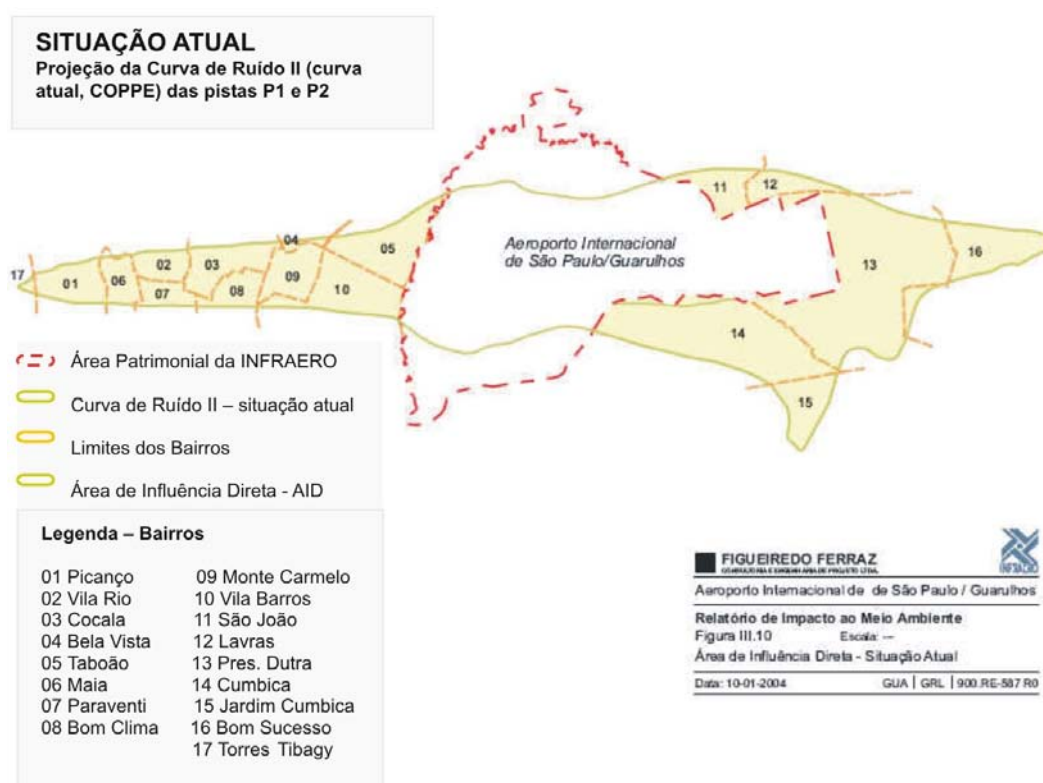 SITUAÇÃO ATUAL
Projeção da Curva de Ruído II (curva
atual, COPPE) das pistas P1 e P2
11
12
04
05
Aeroporto Internacional
de São Paulo/Guarulhos
02
03
17
01
06
09
13
16
07
08
10
14
15
Área Patrimonial da INFRAERO
Curva de Ruído II – situação atual
Limites dos Bairros
Área de Influência Direta - AID
Legenda – Bairros
01 Picanço
02 Vila Rio
03 Cocala
04 Bela Vista
05 Taboão
06 Maia
07 Paraventi
08 Bom Clima
09 Monte Carmelo
10 Vila Barros
11 São João
12 Lavras
13 Pres. Dutra
14 Cumbica
15 Jardim Cumbica
16 Bom Sucesso
17 Torres Tibagy
FIGUEIREDO FERRAZ
CONSULTORIA E ENGENHARIA DE PROJETO LTDA.
INFRAERO
Aeroporto Internacional de de São Paulo / Guarulhos
Relatório de Impacto ao Meio Ambiente
Figura III.10 Escala: ---
Área de Influência Direta - Situação Atual
Data: 10-01-2004 GUA | GRL | 900.RE-587 R0